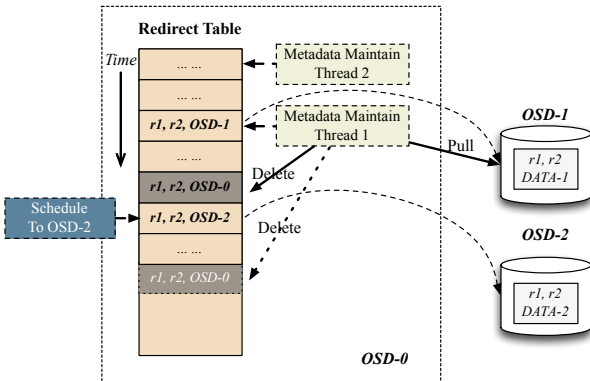 Redirect Table
Time
... ...
Metadata Maintain
Thread 2
... ...
r1, r2, OSD-1
Metadata Maintain
Thread 1
OSD-1
r1, r2
DATA-1
... ...
Pull
Delete
r1, r2, OSD-0
Schedule
To OSD-2
r1, r2, OSD-2
Delete
... ...
OSD-2
r1, r2, OSD-0
r1, r2
DATA-2
OSD-0